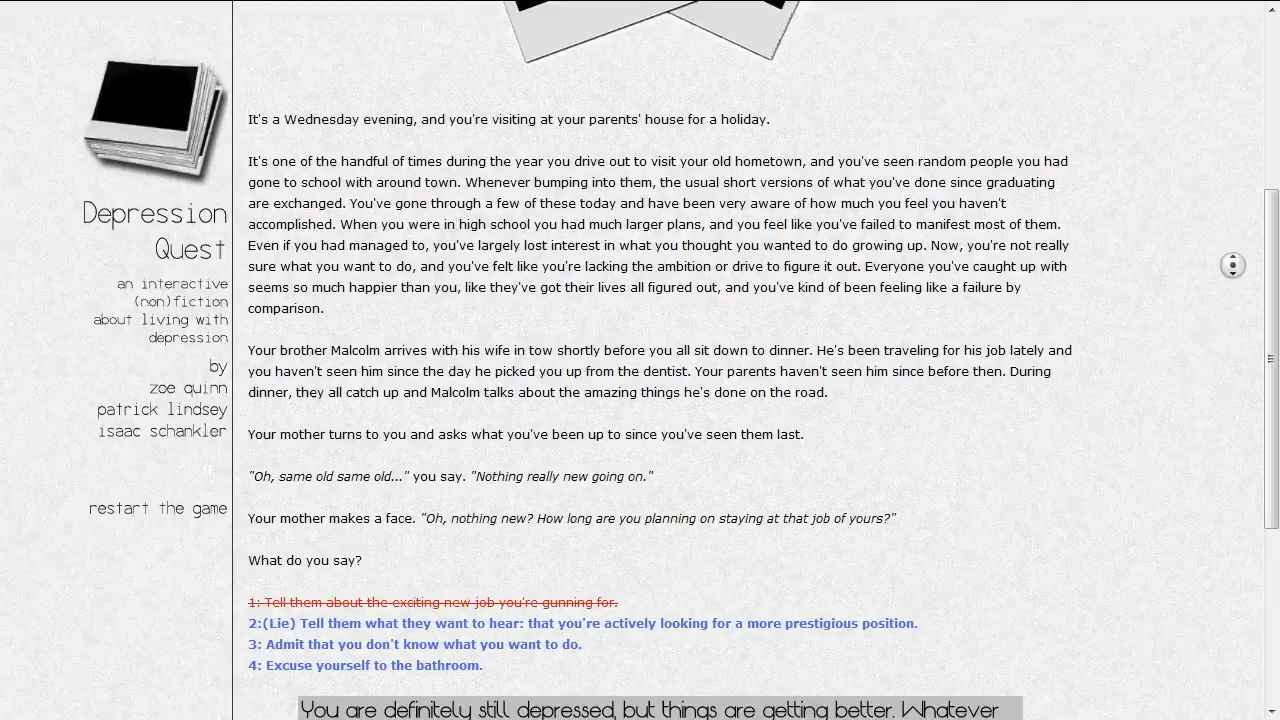 Depression
Quest
an interactive
(non)fiction
about living with
depression
by
zoe quinn
patrick lindsey
isaac schankler
restart the game
It's a Wednesday evening, and you're visiting at your parents' house for a holiday.
It's one of the handful of times during the year you drive out to visit your old hometown, and you've seen random people you had
gone to school with around town. Whenever bumping into them, the usual short versions of what you've done since graduating
are exchanged. You've gone through a few of these today and have been very aware of how much you feel you haven't
accomplished. When you were in high school you had much larger plans, and you feel like you've failed to manifest most of them.
Even if you had managed to, you've largely lost interest in what you thought you wanted to do growing up. Now, you're not really
sure what you want to do, and you've felt like you're lacking the ambition or drive to figure it out. Everyone you've caught up with
seems so much happier than you, like they've got their lives all figured out, and you've kind of been feeling like a failure by
comparison.
Your brother Malcolm arrives with his wife in tow shortly before you all sit down to dinner. He's been traveling for his job lately and
you haven't seen him since the day he picked you up from the dentist. Your parents haven't seen him since before then. During
dinner, they all catch up and Malcolm talks about the amazing things he's done on the road.
Your mother turns to you and asks what you've been up to since you've seen them last.
"Oh, same old same old..." you say. "Nothing really new going on."
Your mother makes a face. "Oh, nothing new? How long are you planning on staying at that job of yours?"
What do you say?
1: Tell them about the exciting new job you're gunning for.
2:(Lie) Tell them what they want to hear: that you're actively looking for a more prestigious position.
3: Admit that you don't know what you want to do.
4: Excuse yourself to the bathroom.
You are definitely still depressed, but things are getting better. Whatever